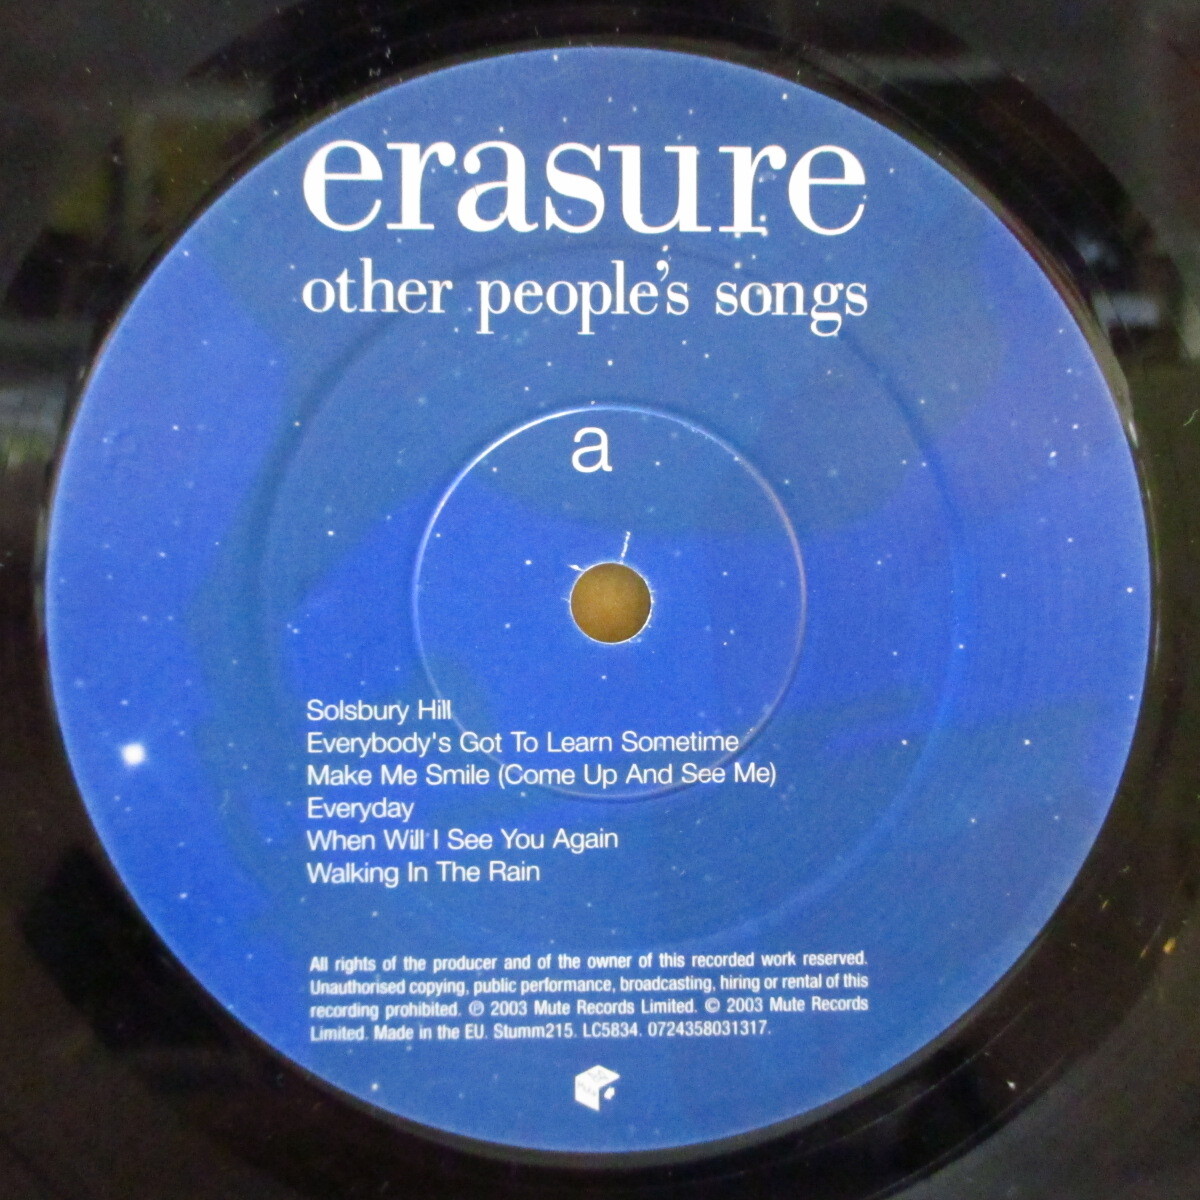 erasure
other people's songs
a
Solsbury Hill
Everybody's Got To Learn Sometime
Make Me Smile (Come Up And See Me)
Everyday
When Will I See You Again
Walking In The Rain
All rights of the producer and of the owner of this recorded work reserved.
Unauthorised copying, public performance, broadcasting, hiring or rental of this
recording prohibited. ℗ 2003 Mute Records Limited. © 2003 Mute Records
Limited. Made in the EU. Stumm215. LC5834. 0724358031317.